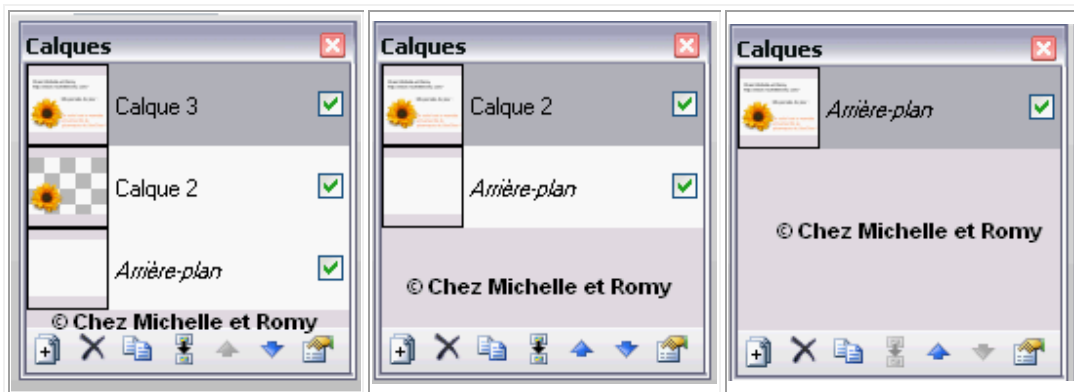 Calques
Calque 3
Calque 2
Arrière-plan
© Chez Michelle et Romy
Calques
Calque 2
Arrière-plan
© Chez Michelle et Romy
Calques
Arrière-plan
© Chez Michelle et Romy